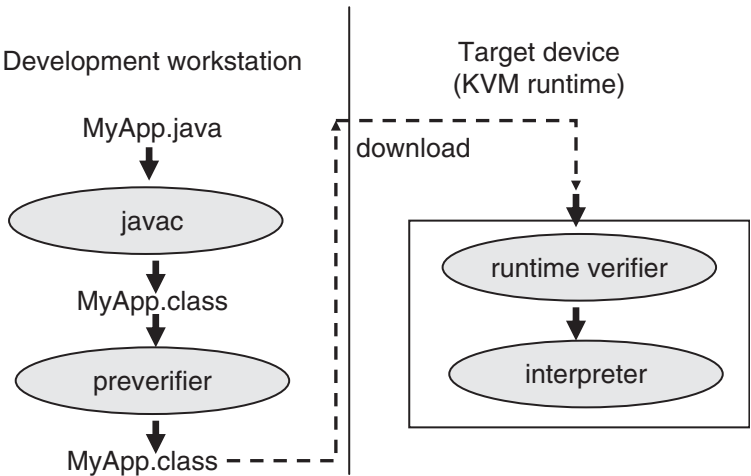 Development workstation
MyApp.java
javac
MyApp.class
preverifier
MyApp.class
download
Target device
(KVM runtime)
runtime verifier
interpreter